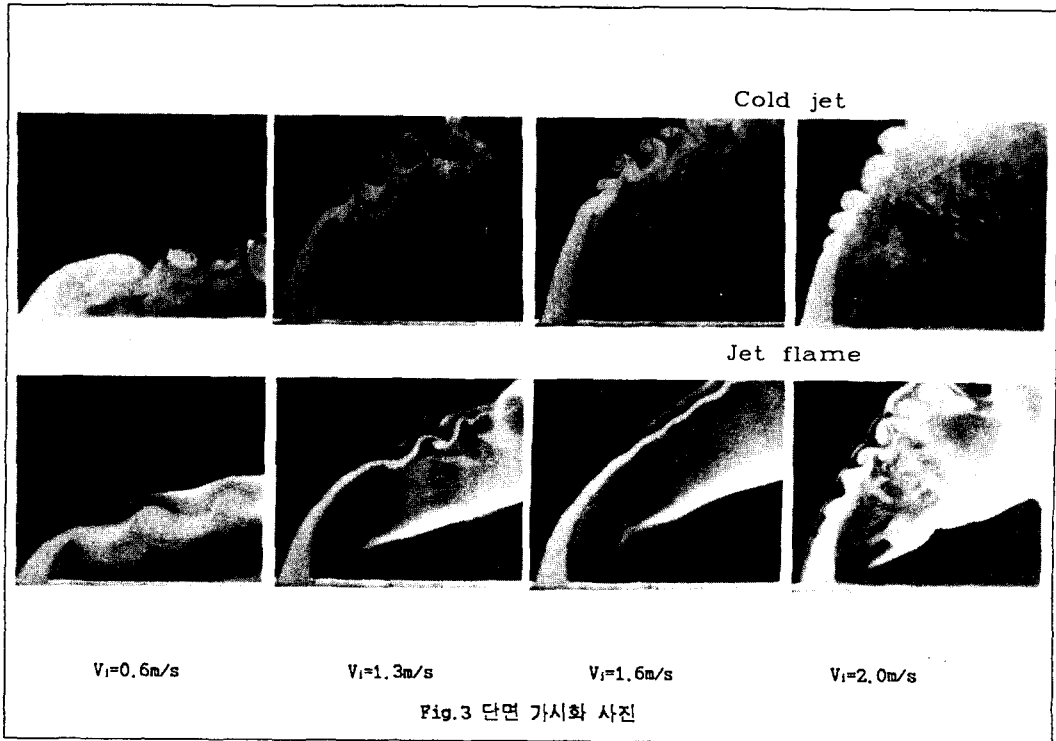 Cold jet
Jet flame
Vⱼ=0.6m/s
Vⱼ=1.3m/s
Vⱼ=1.6m/s
Vⱼ=2.0m/s
Fig.3 단면 가시화 사진